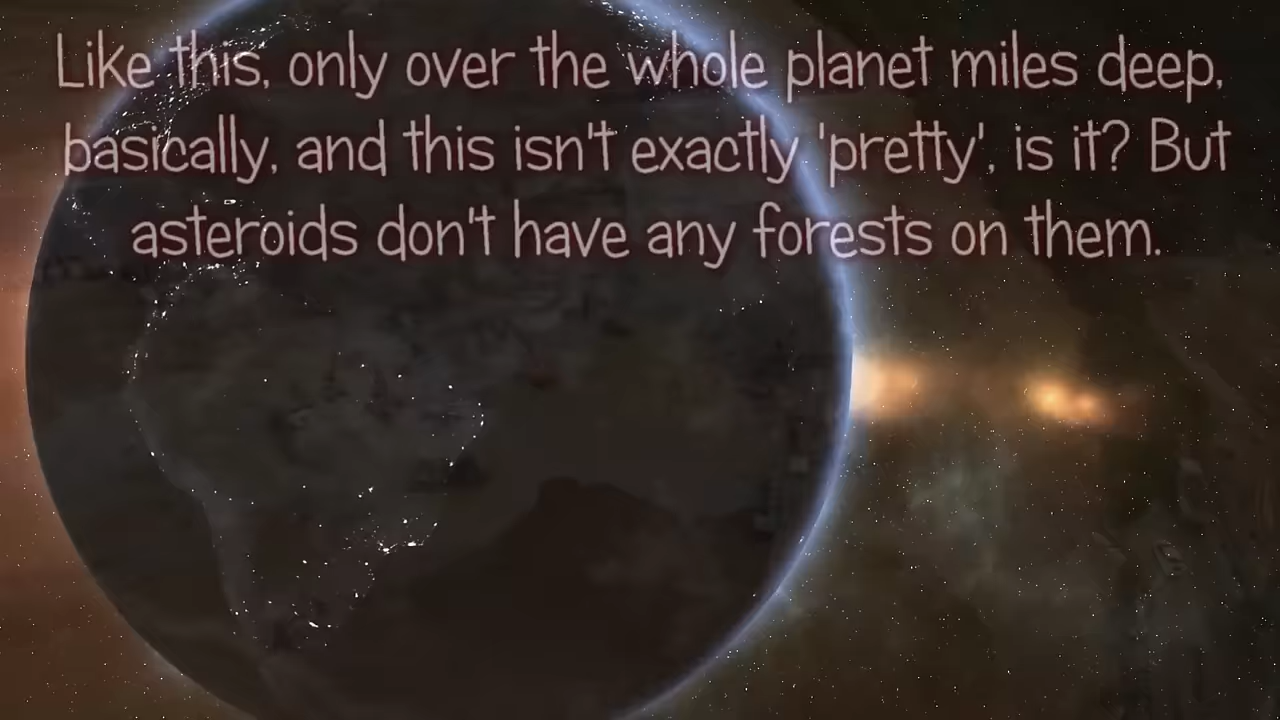 Like this, only over the whole planet miles deep,
basically, and this isn't exactly 'pretty', is it? But
asteroids don't have any forests on them.